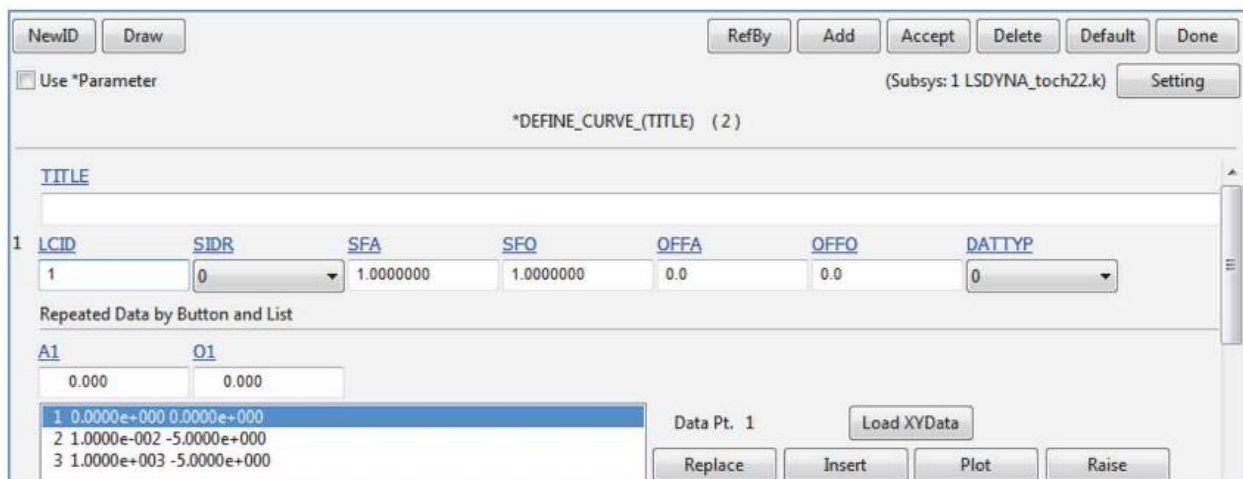 NewID Draw RefBy Add Accept Delete Default Done
Use *Parameter (Subsys: 1 LSDYNA_toch22.k) Setting
*DEFINE_CURVE_(TITLE) (2)
TITLE
1 LCID SIDR SFA SFO OFFA OFFO DATTYP
1 0 1.0000000 1.0000000 0.0 0.0 0
Repeated Data by Button and List
A1 O1
0.000 0.000
1 0.0000e+000 0.0000e+000 Data Pt. 1 Load XYData
2 1.0000e-002 -5.0000e+000
3 1.0000e+003 -5.0000e+000 Replace Insert Plot Raise